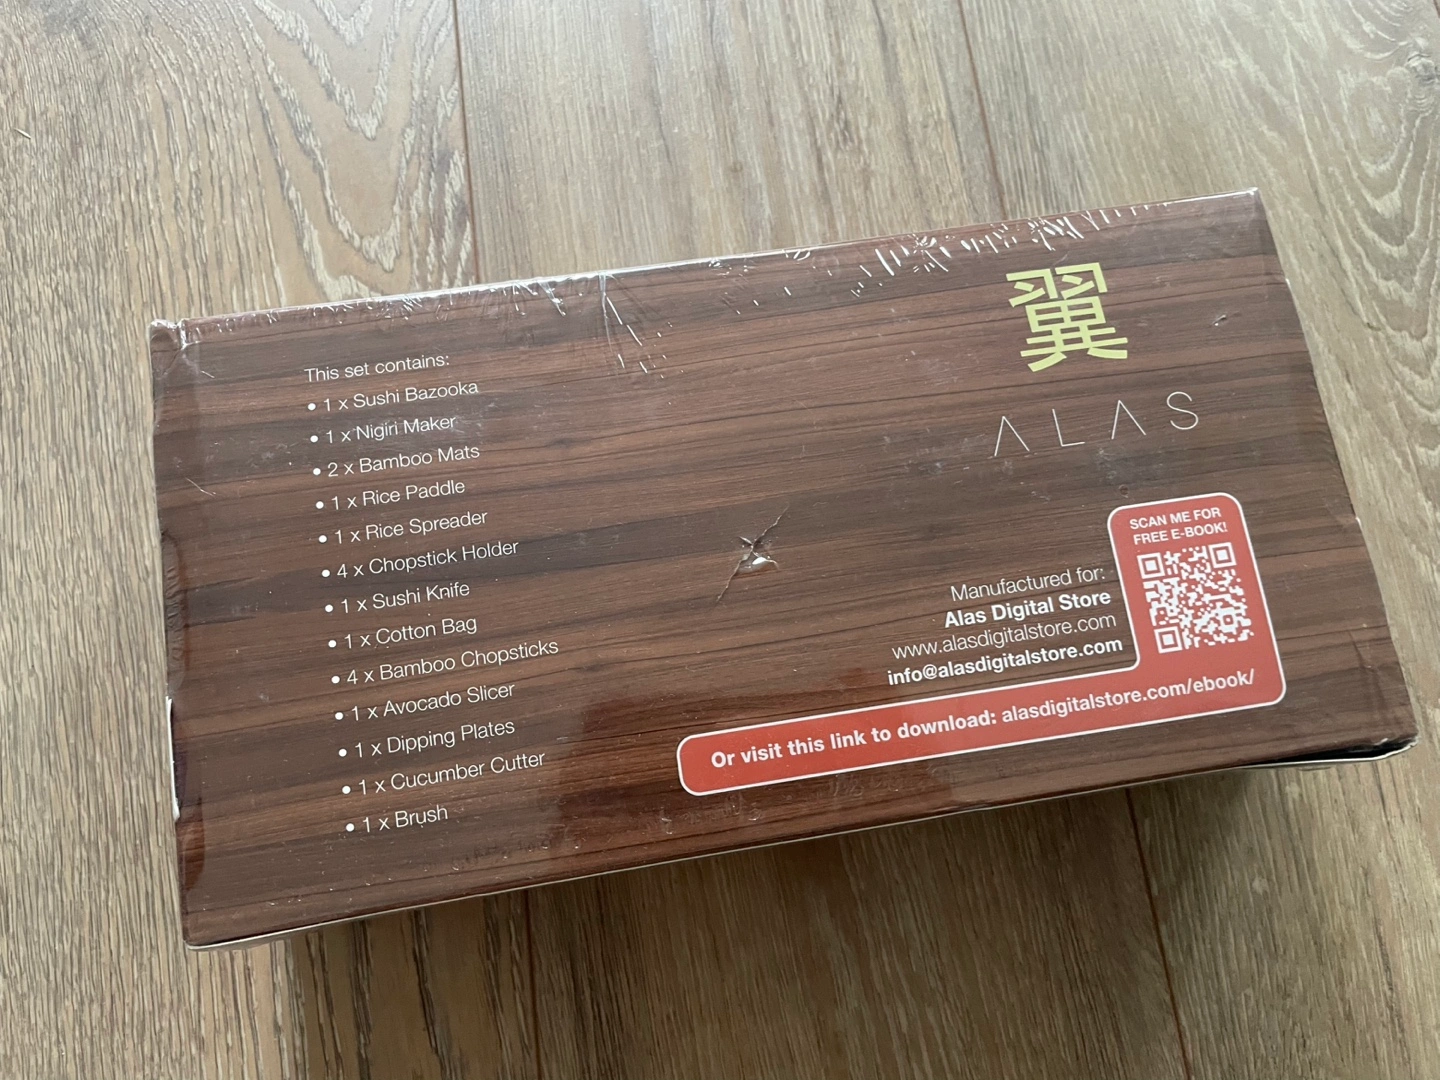 This set contains:
• 1 x Sushi Bazooka
• 1 x Nigiri Maker
• 2 x Bamboo Mats
• 1 x Rice Paddle
• 1 x Rice Spreader
• 4 x Chopstick Holder
• 1 x Sushi Knife
• 1 x Cotton Bag
• 4 x Bamboo Chopsticks
• 1 x Avocado Slicer
• 1 x Dipping Plates
• 1 x Cucumber Cutter
• 1 x Brush
翼
ALAS
SCAN ME FOR
FREE E-BOOK!
Manufactured for:
Alas Digital Store
www.alasdigitalstore.com
info@alasdigitalstore.com
Or visit this link to download: alasdigitalstore.com/ebook/